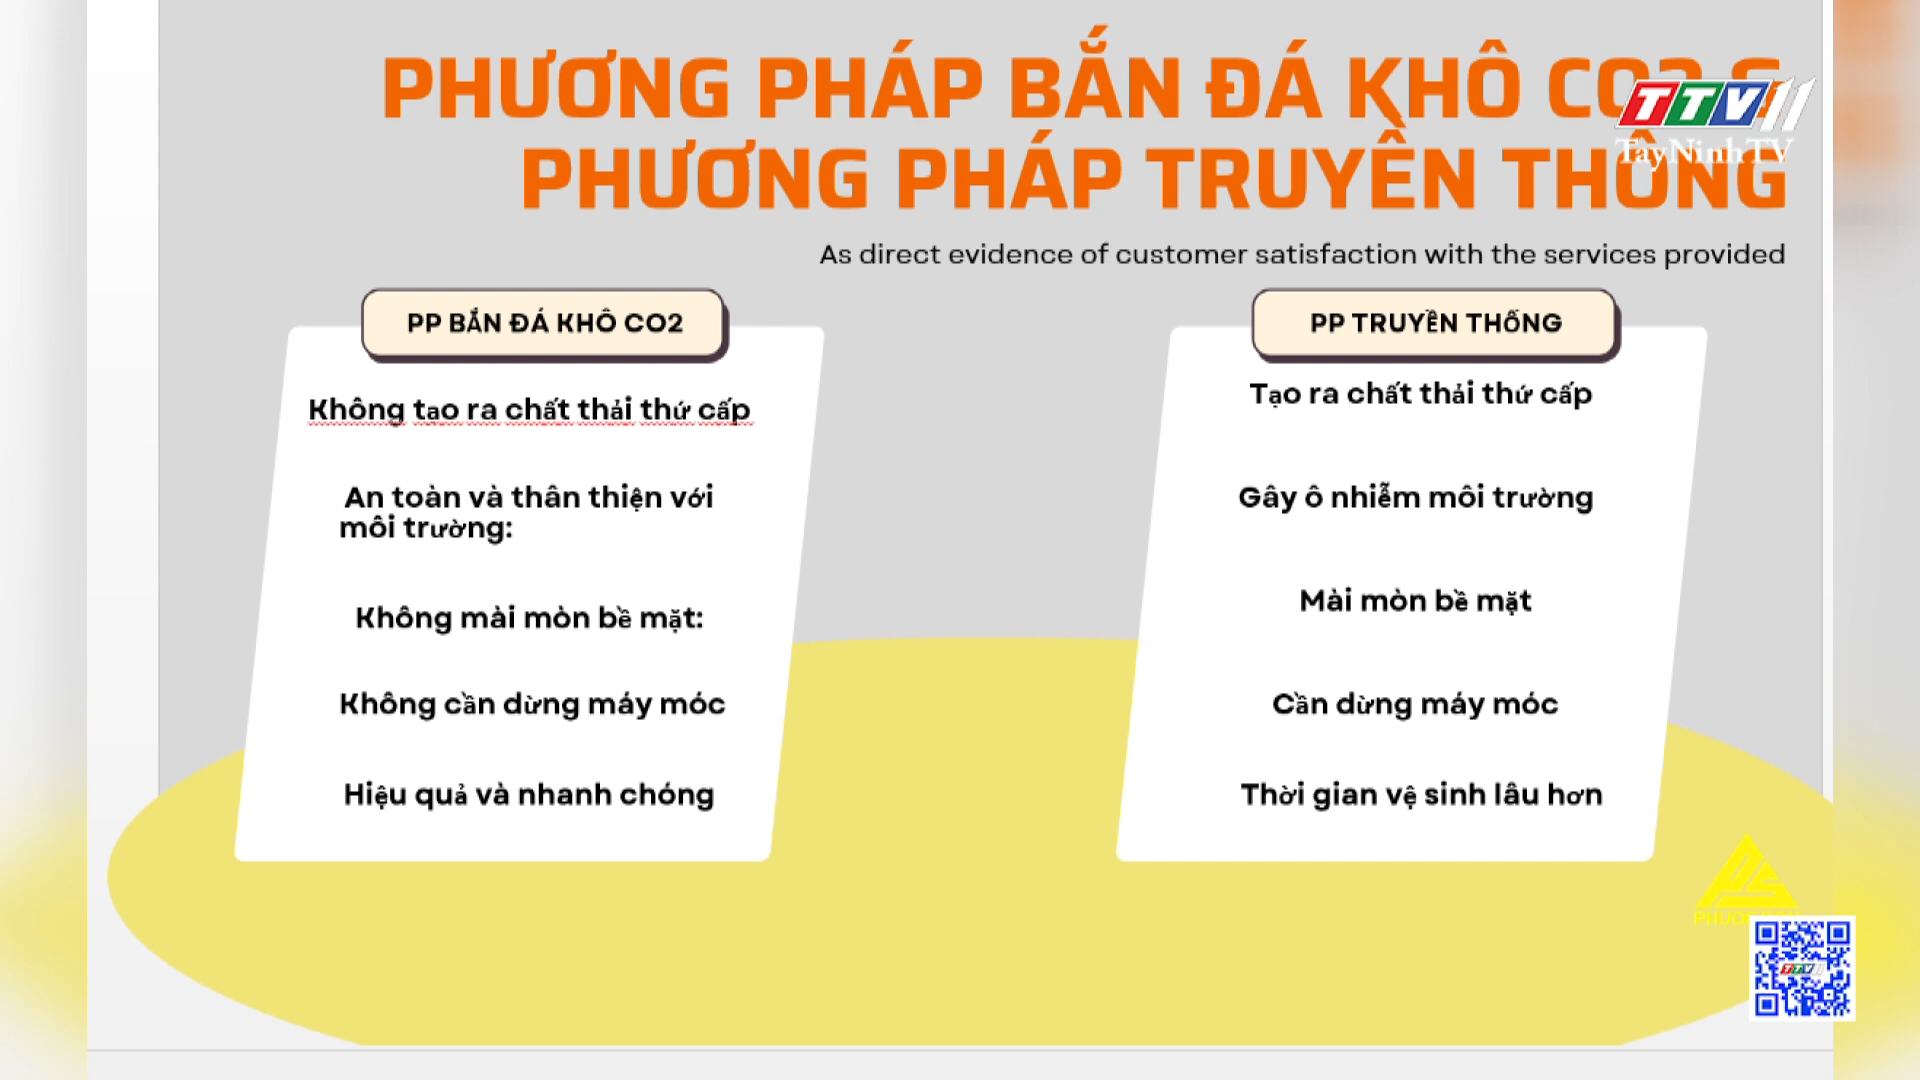 PHƯƠNG PHÁP BẮN ĐÁ KHÔ CO2 &
PHƯƠNG PHÁP TRUYỀN THỐNG
TTV11
TayNinhTV
As direct evidence of customer satisfaction with the services provided
PP BẮN ĐÁ KHÔ CO2
Không tạo ra chất thải thứ cấp
An toàn và thân thiện với
môi trường:
Không mài mòn bề mặt:
Không cần dừng máy móc
Hiệu quả và nhanh chóng
PP TRUYỀN THỐNG
Tạo ra chất thải thứ cấp
Gây ô nhiễm môi trường
Mài mòn bề mặt
Cần dừng máy móc
Thời gian vệ sinh lâu hơn
TTV11